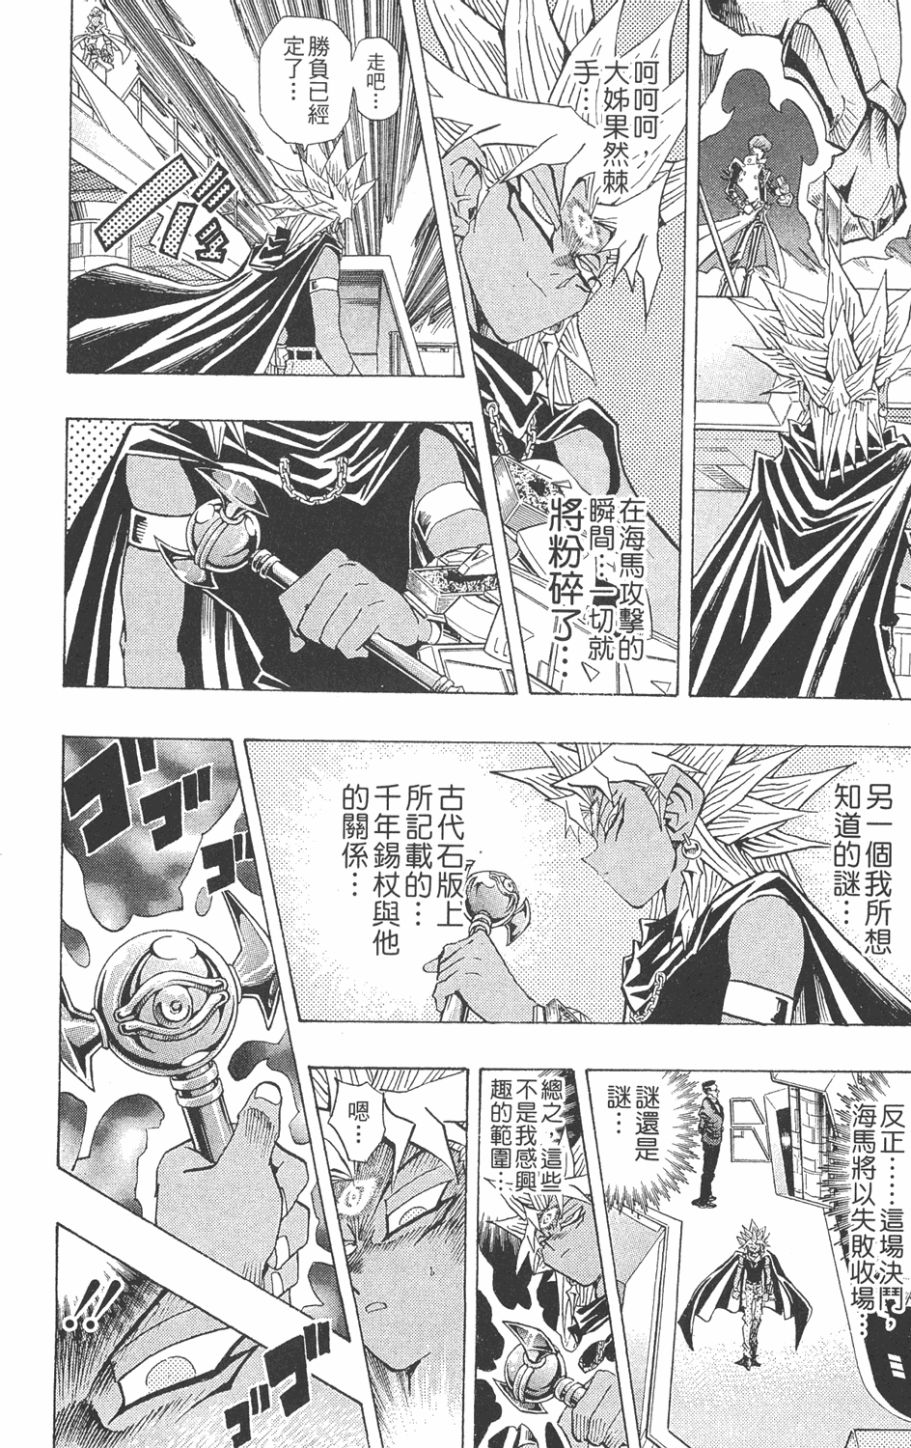 呵呵呵，
大姊果然棘
手…
走吧…
勝負已經
定了…
在海馬攻擊的
瞬間…一切就
將粉碎了…
另一個我所想
知道的謎…
古代石版上
所記載的…
千年錫杖與他
的關係…
ゴゴゴ
反正……這場決鬥，
海馬將以失敗收場…
謎還是
謎…
總之，這些
不是我感興
趣的範圍…
嗯…
!!
ゴゴゴ